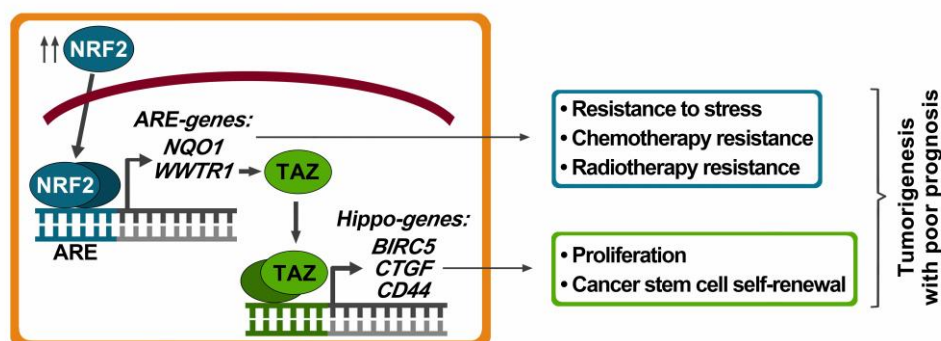 NRF2
ARE-genes:
NQO1
WWTR1
TAZ
NRF2
ARE
Hippo-genes:
BIRC5
CTGF
CD44
TAZ
• Resistance to stress
• Chemotherapy resistance
• Radiotherapy resistance
• Proliferation
• Cancer stem cell self-renewal
Tumorigenesis
with poor prognosis